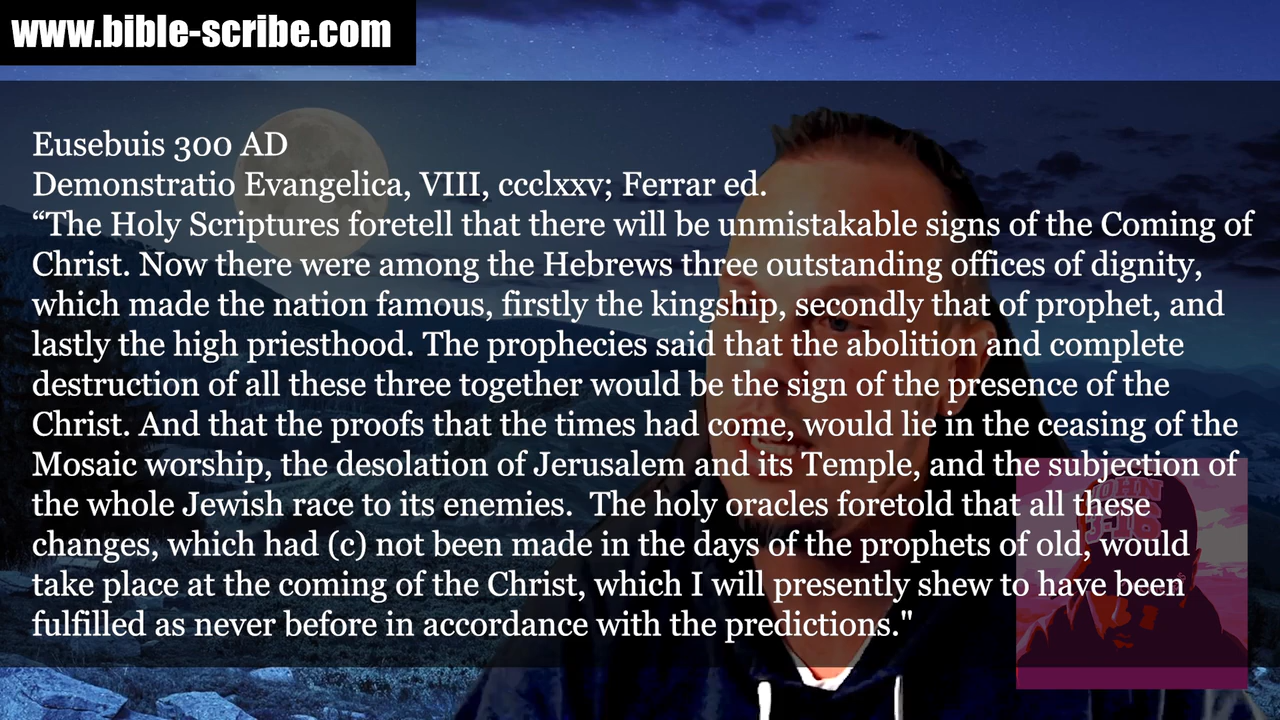 www.bible-scribe.com
Eusebuis 300 AD
Demonstratio Evangelica, VIII, ccclxxv; Ferrar ed.
“The Holy Scriptures foretell that there will be unmistakable signs of the Coming of
Christ. Now there were among the Hebrews three outstanding offices of dignity,
which made the nation famous, firstly the kingship, secondly that of prophet, and
lastly the high priesthood. The prophecies said that the abolition and complete
destruction of all these three together would be the sign of the presence of the
Christ. And that the proofs that the times had come, would lie in the ceasing of the
Mosaic worship, the desolation of Jerusalem and its Temple, and the subjection of
the whole Jewish race to its enemies.  The holy oracles foretold that all these
changes, which had (c) not been made in the days of the prophets of old, would
take place at the coming of the Christ, which I will presently shew to have been
fulfilled as never before in accordance with the predictions."
JOHN
3:16